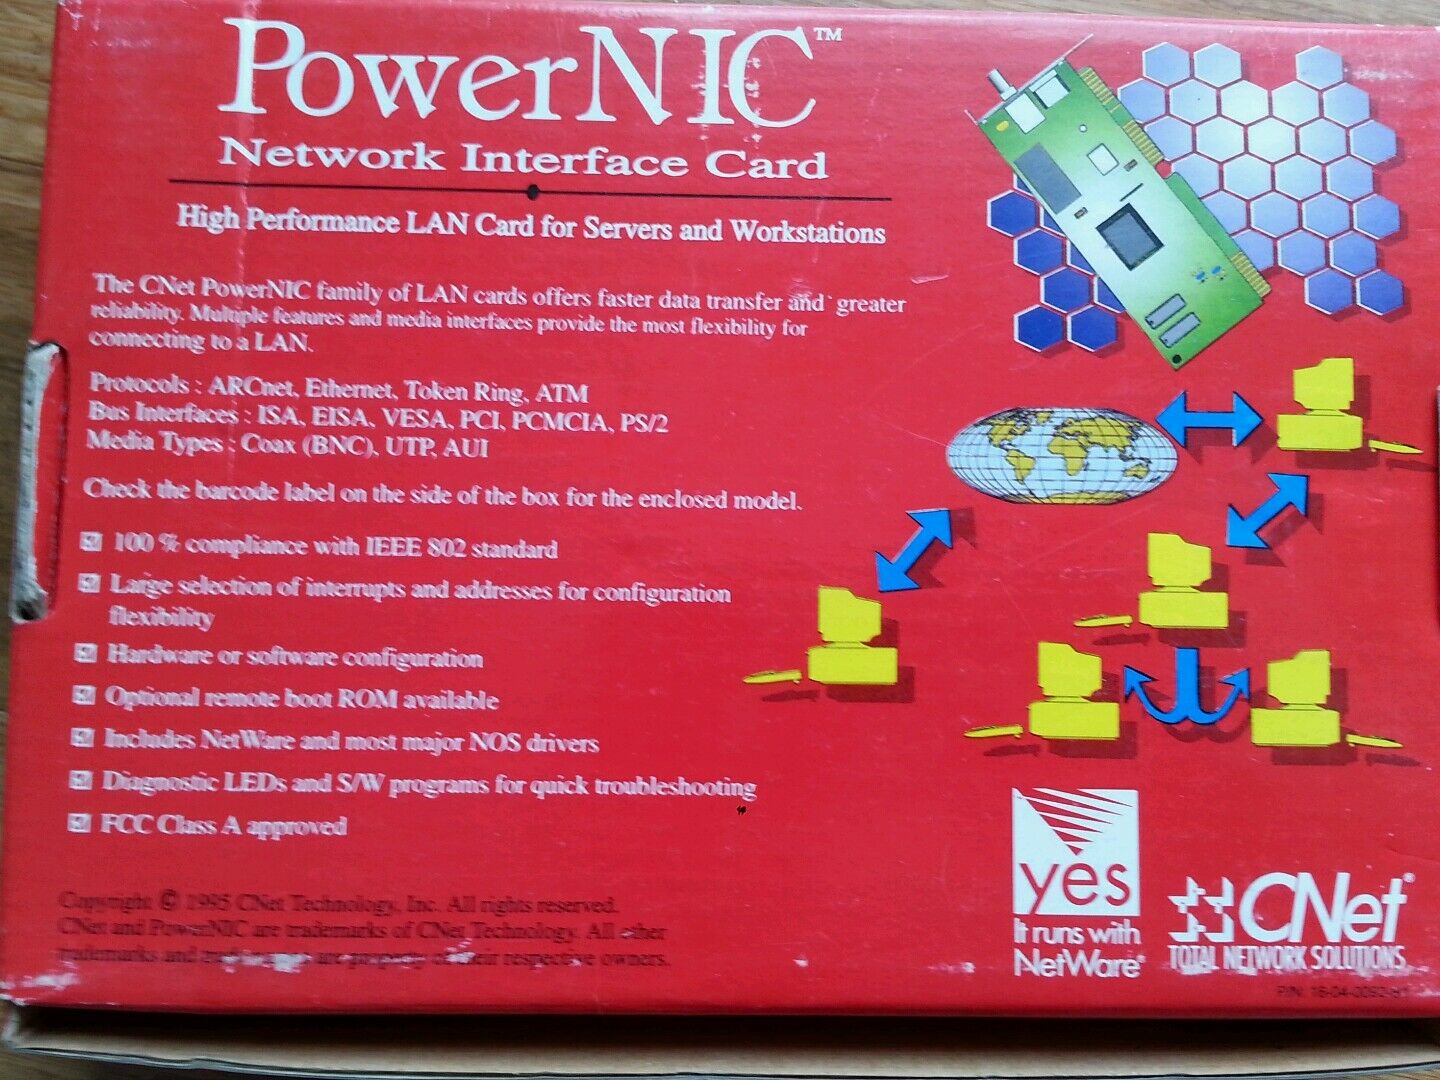 PowerNIC™
Network Interface Card
High Performance LAN Card for Servers and Workstations
The CNet PowerNIC family of LAN cards offers faster data transfer and greater
reliability. Multiple features and media interfaces provide the most flexibility for
connecting to a LAN.
Protocols : ARCnet, Ethernet, Token Ring, ATM
Bus Interfaces : ISA, EISA, VESA, PCI, PCMCIA, PS/2
Media Types : Coax (BNC), UTP, AUI
Check the barcode label on the side of the box for the enclosed model.
100 % compliance with IEEE 802 standard
Large selection of interrupts and addresses for configuration
flexibility
Hardware or software configuration
Optional remote boot ROM available
Includes NetWare and most major NOS drivers
Diagnostic LEDs and S/W programs for quick troubleshooting
FCC Class A approved
Copyright © 1995 CNet Technology, Inc. All rights reserved.
CNet and PowerNIC are trademarks of CNet Technology. All other
trademarks and are property of their respective owners.
yes
It runs with
NetWare®
CNet®
TOTAL NETWORK SOLUTIONS
P/N: